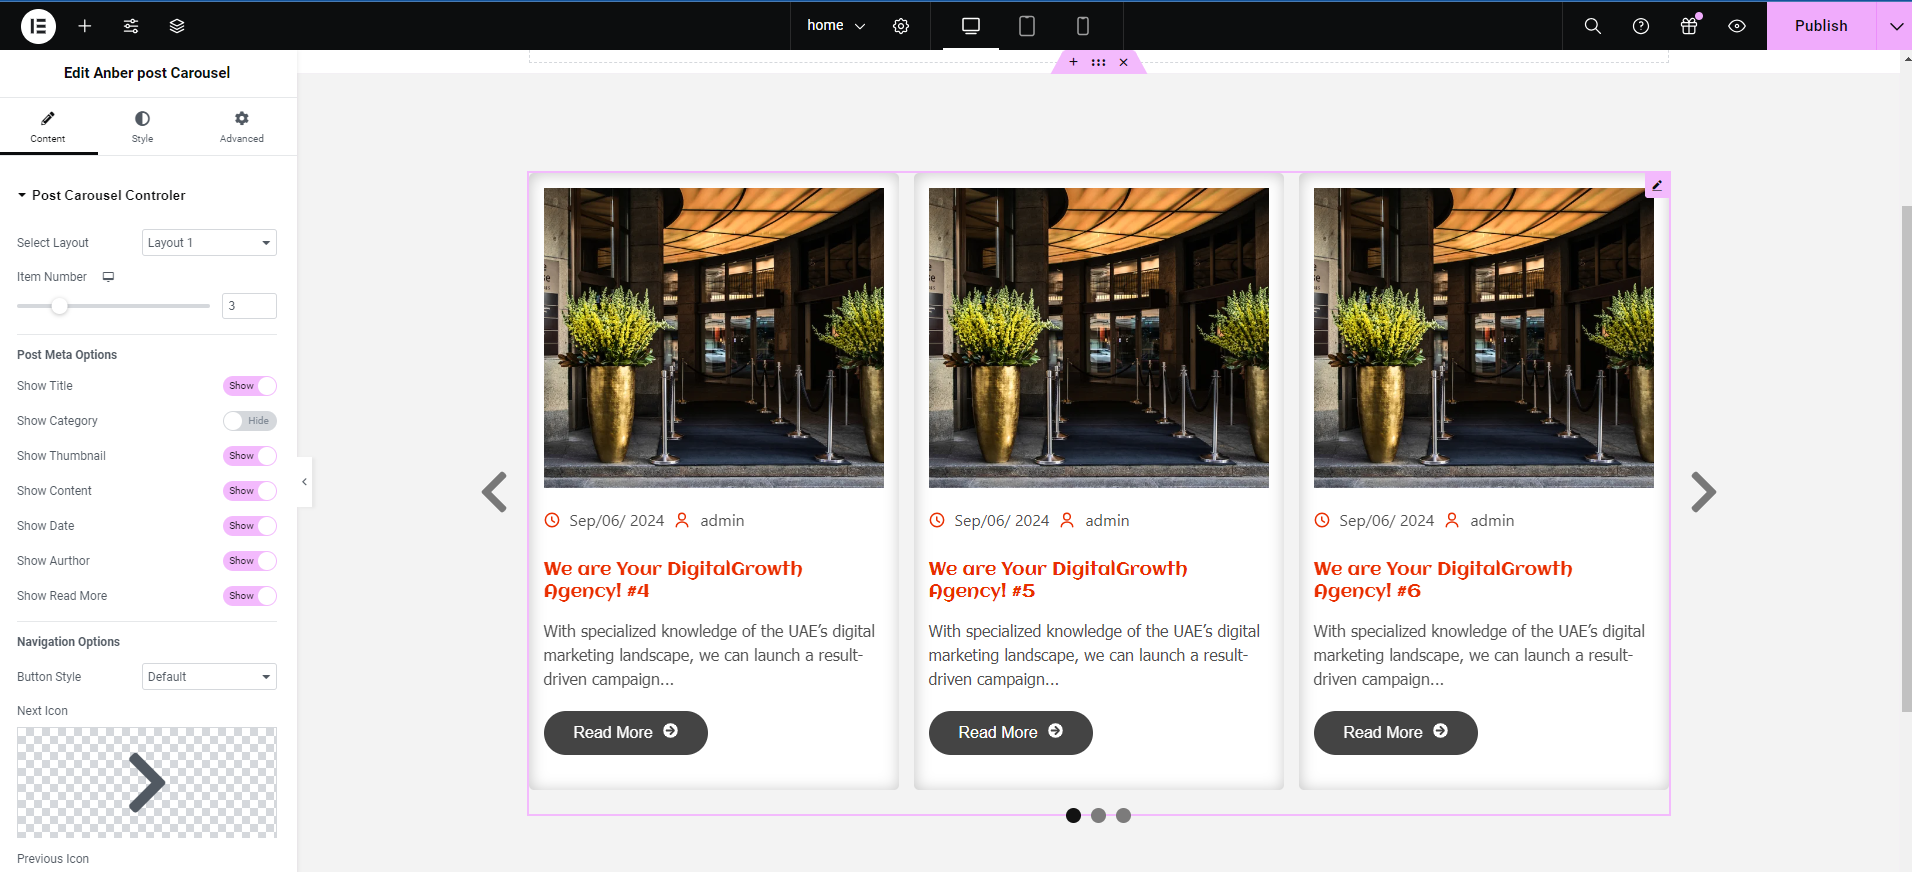 home
Publish
Edit Anber post Carousel
Content
Style
Advanced
Post Carousel Controler
Select Layout
Layout 1
Item Number
3
Post Meta Options
Show Title
Show
Show Category
Hide
Show Thumbnail
Show
Show Content
Show
Show Date
Show
Show Aurthor
Show
Show Read More
Show
Navigation Options
Button Style
Default
Next Icon
Previous Icon
Sep/06/ 2024 admin
We are Your DigitalGrowth
Agency! #4
With specialized knowledge of the UAE’s digital
marketing landscape, we can launch a result-
driven campaign...
Read More
Sep/06/ 2024 admin
We are Your DigitalGrowth
Agency! #5
With specialized knowledge of the UAE’s digital
marketing landscape, we can launch a result-
driven campaign...
Read More
Sep/06/ 2024 admin
We are Your DigitalGrowth
Agency! #6
With specialized knowledge of the UAE’s digital
marketing landscape, we can launch a result-
driven campaign...
Read More